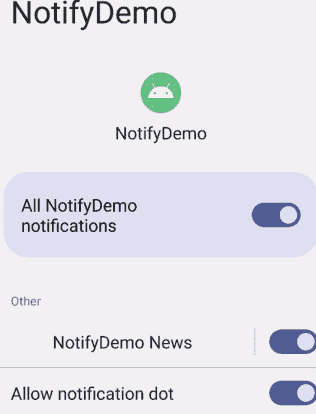 NotifyDemo
NotifyDemo
All NotifyDemo
notifications
Other
NotifyDemo News
Allow notification dot